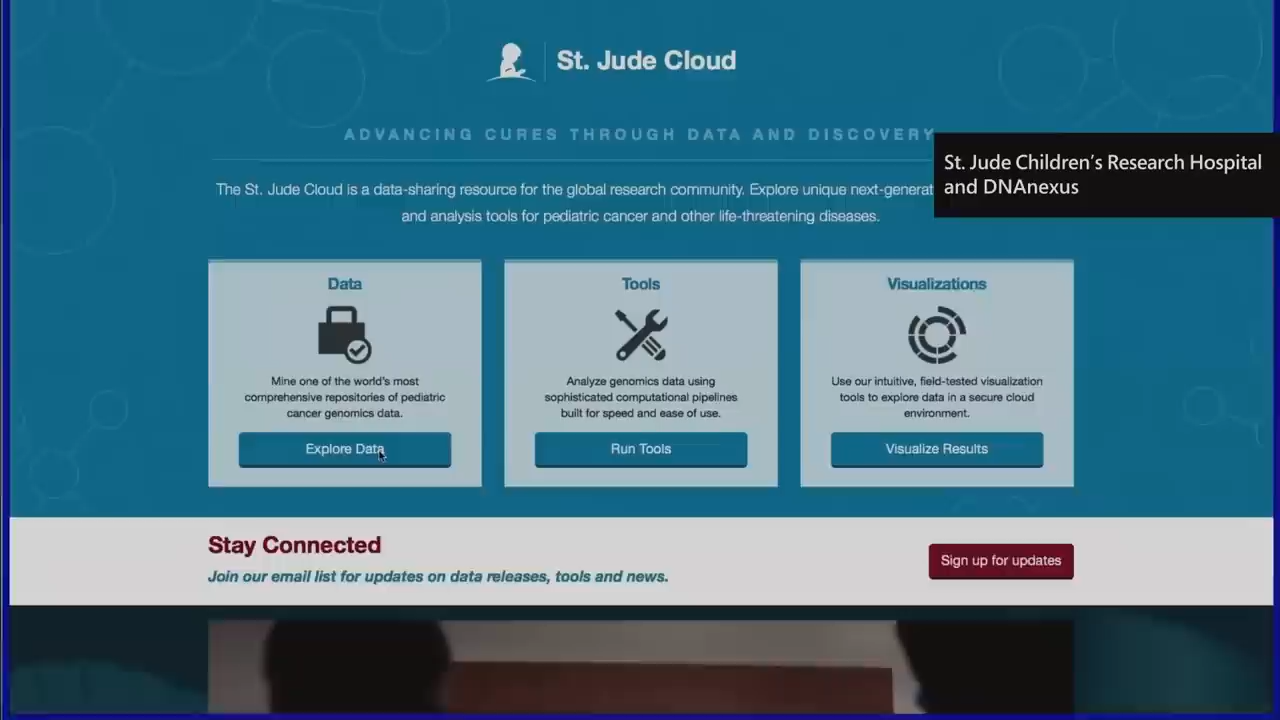 St. Jude Cloud
ADVANCING CURES THROUGH DATA AND DISCOVERY
St. Jude Children's Research Hospital
and DNAnexus
The St. Jude Cloud is a data-sharing resource for the global research community. Explore unique next-generat
and analysis tools for pediatric cancer and other life-threatening diseases.
Data
Mine one of the world's most
comprehensive repositories of pediatric
cancer genomics data.
Explore Data
Tools
Analyze genomics data using
sophisticated computational pipelines
built for speed and ease of use.
Run Tools
Visualizations
Use our intuitive, field-tested visualization
tools to explore data in a secure cloud
environment.
Visualize Results
Stay Connected
Join our email list for updates on data releases, tools and news.
Sign up for updates